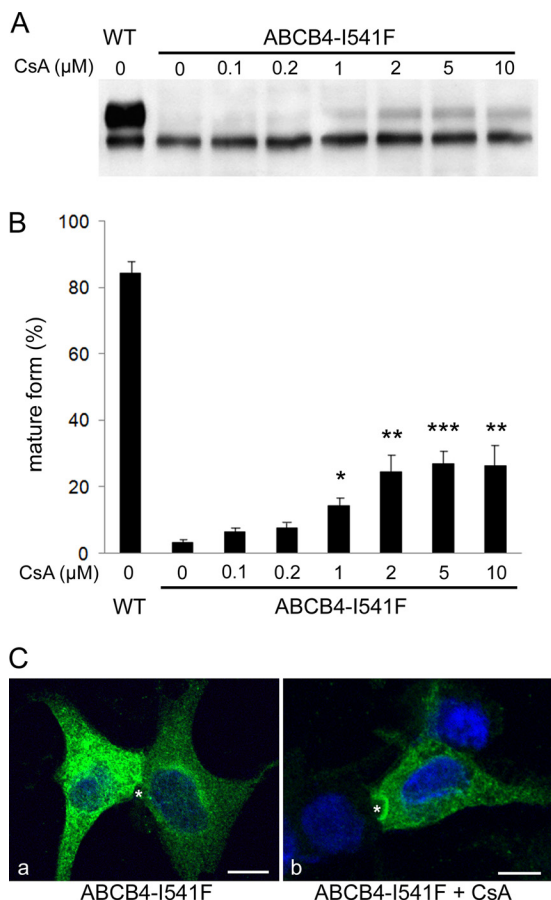 A
WT ABCB4-I541F
CsA (µM) 0 0 0.1 0.2 1 2 5 10
B
100
80
60
40
20
0
mature form (%)
* ** *** **
CsA (µM) 0 0 0.1 0.2 1 2 5 10
WT ABCB4-I541F
C
* *
a b
ABCB4-I541F ABCB4-I541F + CsA